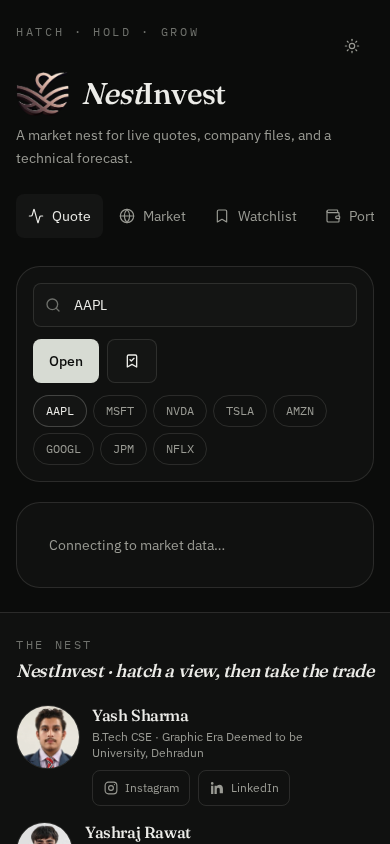 HATCH · HOLD · GROW
NestInvest
A market nest for live quotes, company files, and a
technical forecast.
Quote Market Watchlist Port
AAPL
Open
AAPL MSFT NVDA TSLA AMZN
GOOGL JPM NFLX
Connecting to market data…
THE NEST
NestInvest · hatch a view, then take the trade
Yash Sharma
B.Tech CSE · Graphic Era Deemed to be
University, Dehradun
Instagram LinkedIn
Yashraj Rawat